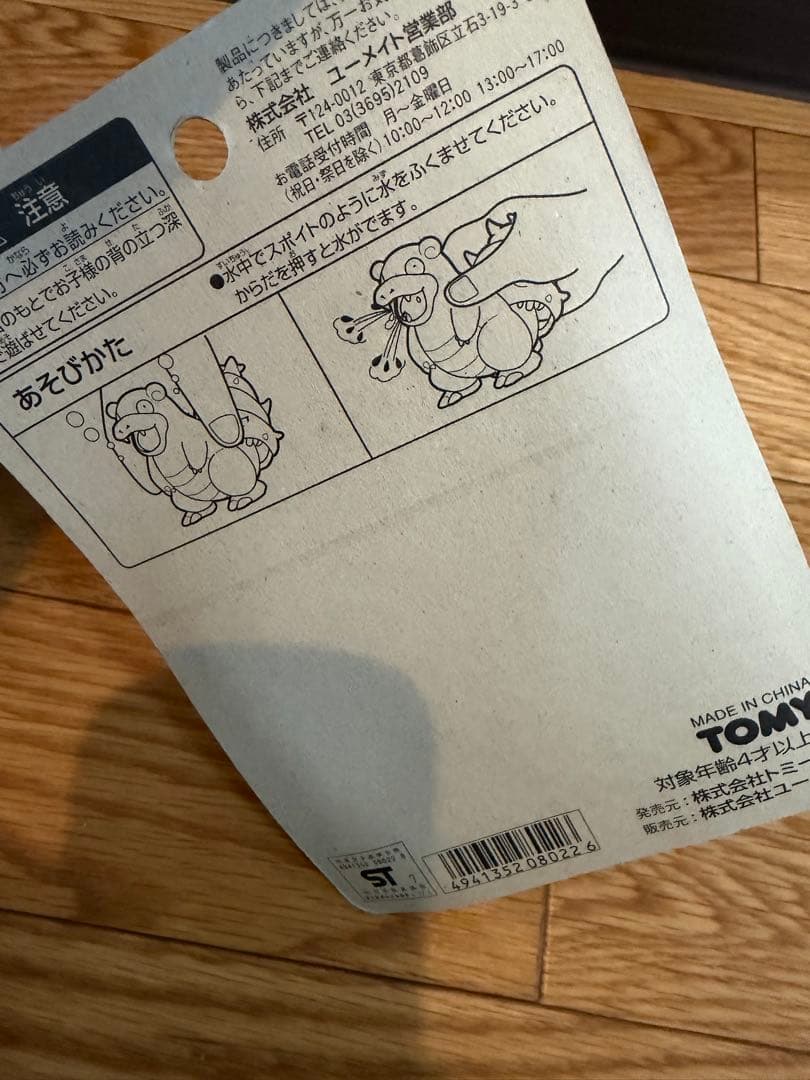 製品につきましては、
あたっていますが、万一お気
ら、下記までご連絡ください。
株式会社 ユーメイト営業部
住所 〒124-0012 東京都葛飾区立石3-19-3
TEL 03(3695)2109
お電話受付時間 月〜金曜日
(祝日・祭日を除く)10:00〜12:00 13:00〜17:00
注意
ちゅうい
へ必ずお読みください。
のもとでお子様の背の立つ深
遊ばせてください。
あそびかた
●水中でスポイトのように水をふくませてください。
からだを押すと水がでます。
MADE IN CHINA
TOMY
対象年齢4才以上
発売元:株式会社トミー
販売元:株式会社ユー
ST
4941352 080226